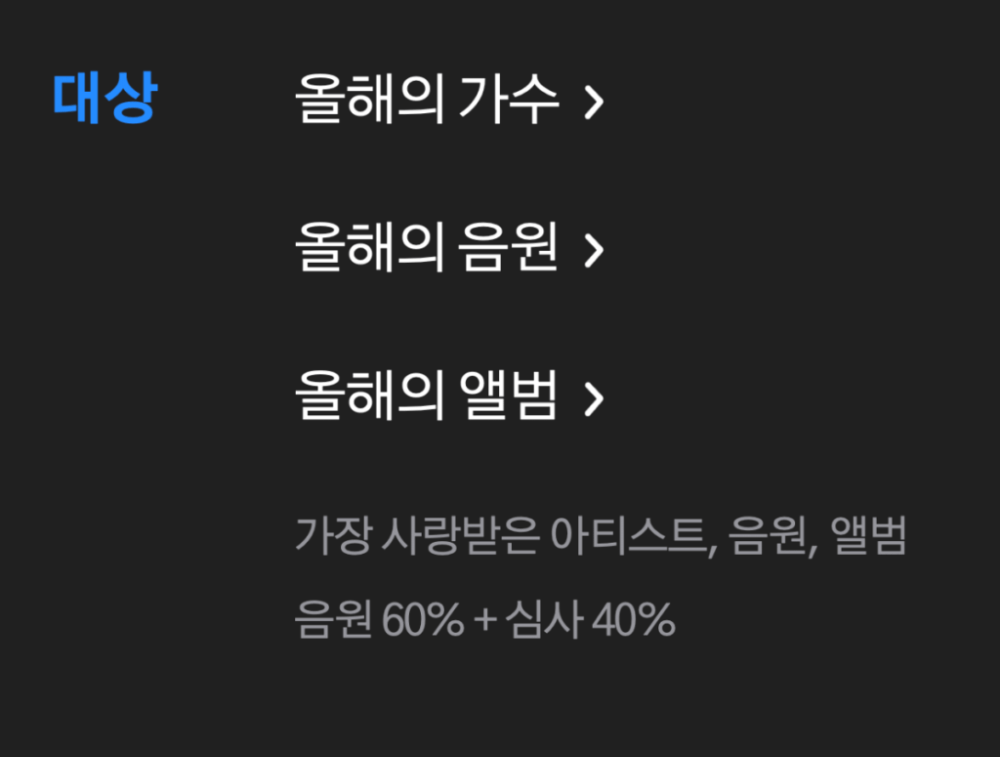 대상
올해의 가수 >
올해의 음원 >
올해의 앨범 >
가장 사랑받은 아티스트, 음원, 앨범
음원 60% + 심사 40%